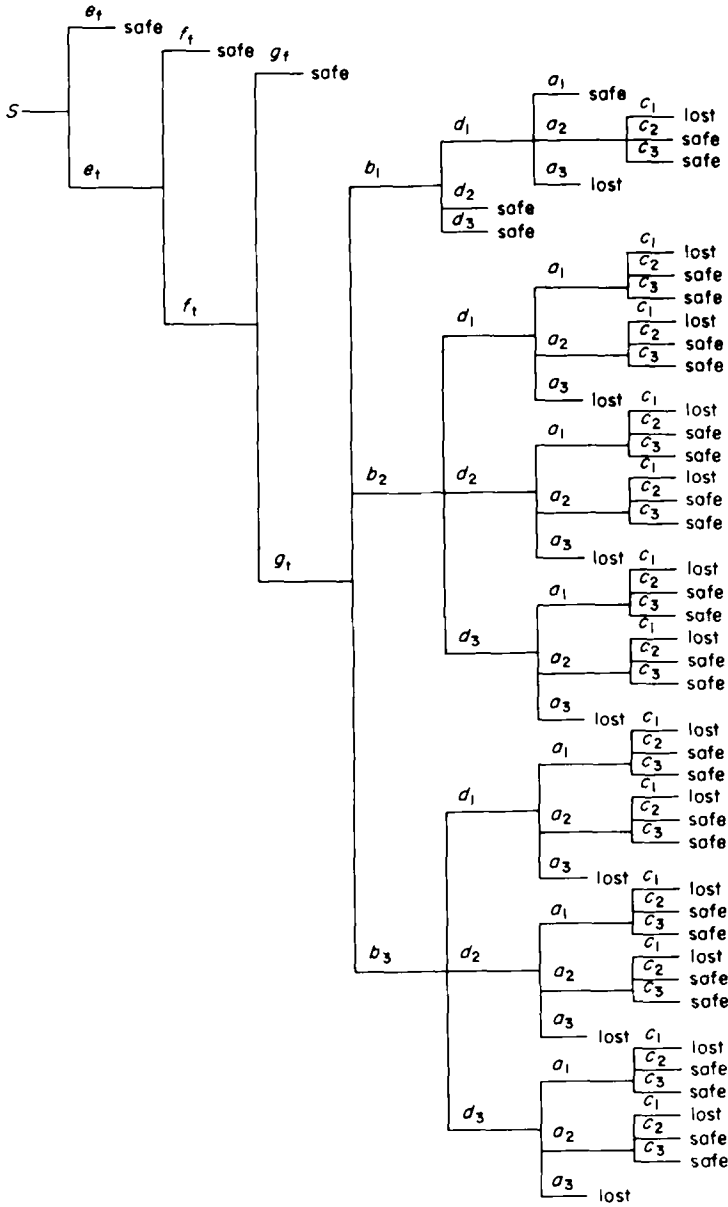 e_t safe
f_t safe
g_t safe
S
a_1 safe
c_1 lost
d_1 a_2 c_2 safe
c_3 safe
e_t b_1 a_3 lost
d_2 safe
d_3 safe
c_1 lost
a_1 c_2 safe
c_3 safe
f_t d_1 c_1 lost
a_2 c_2 safe
c_3 safe
a_3 lost
c_1 lost
a_1 c_2 safe
c_3 safe
b_2 d_2 c_1 lost
a_2 c_2 safe
c_3 safe
g_t a_3 lost
c_1 lost
a_1 c_2 safe
c_3 safe
d_3 c_1 lost
a_2 c_2 safe
c_3 safe
a_3 lost
c_1 lost
a_1 c_2 safe
c_3 safe
d_1 c_1 lost
a_2 c_2 safe
c_3 safe
a_3 lost
c_1 lost
a_1 c_2 safe
c_3 safe
b_3 d_2 c_1 lost
a_2 c_2 safe
c_3 safe
a_3 lost
c_1 lost
a_1 c_2 safe
c_3 safe
d_3 c_1 lost
a_2 c_2 safe
c_3 safe
a_3 lost